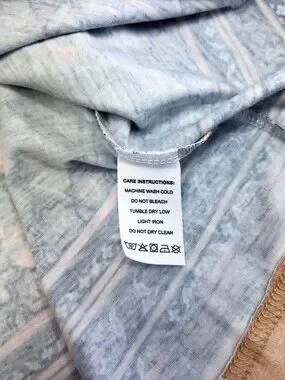 CARE INSTRUCTIONS:
MACHINE WASH COLD
DO NOT BLEACH
TUMBLE DRY LOW
LIGHT IRON
DO NOT DRY CLEAN